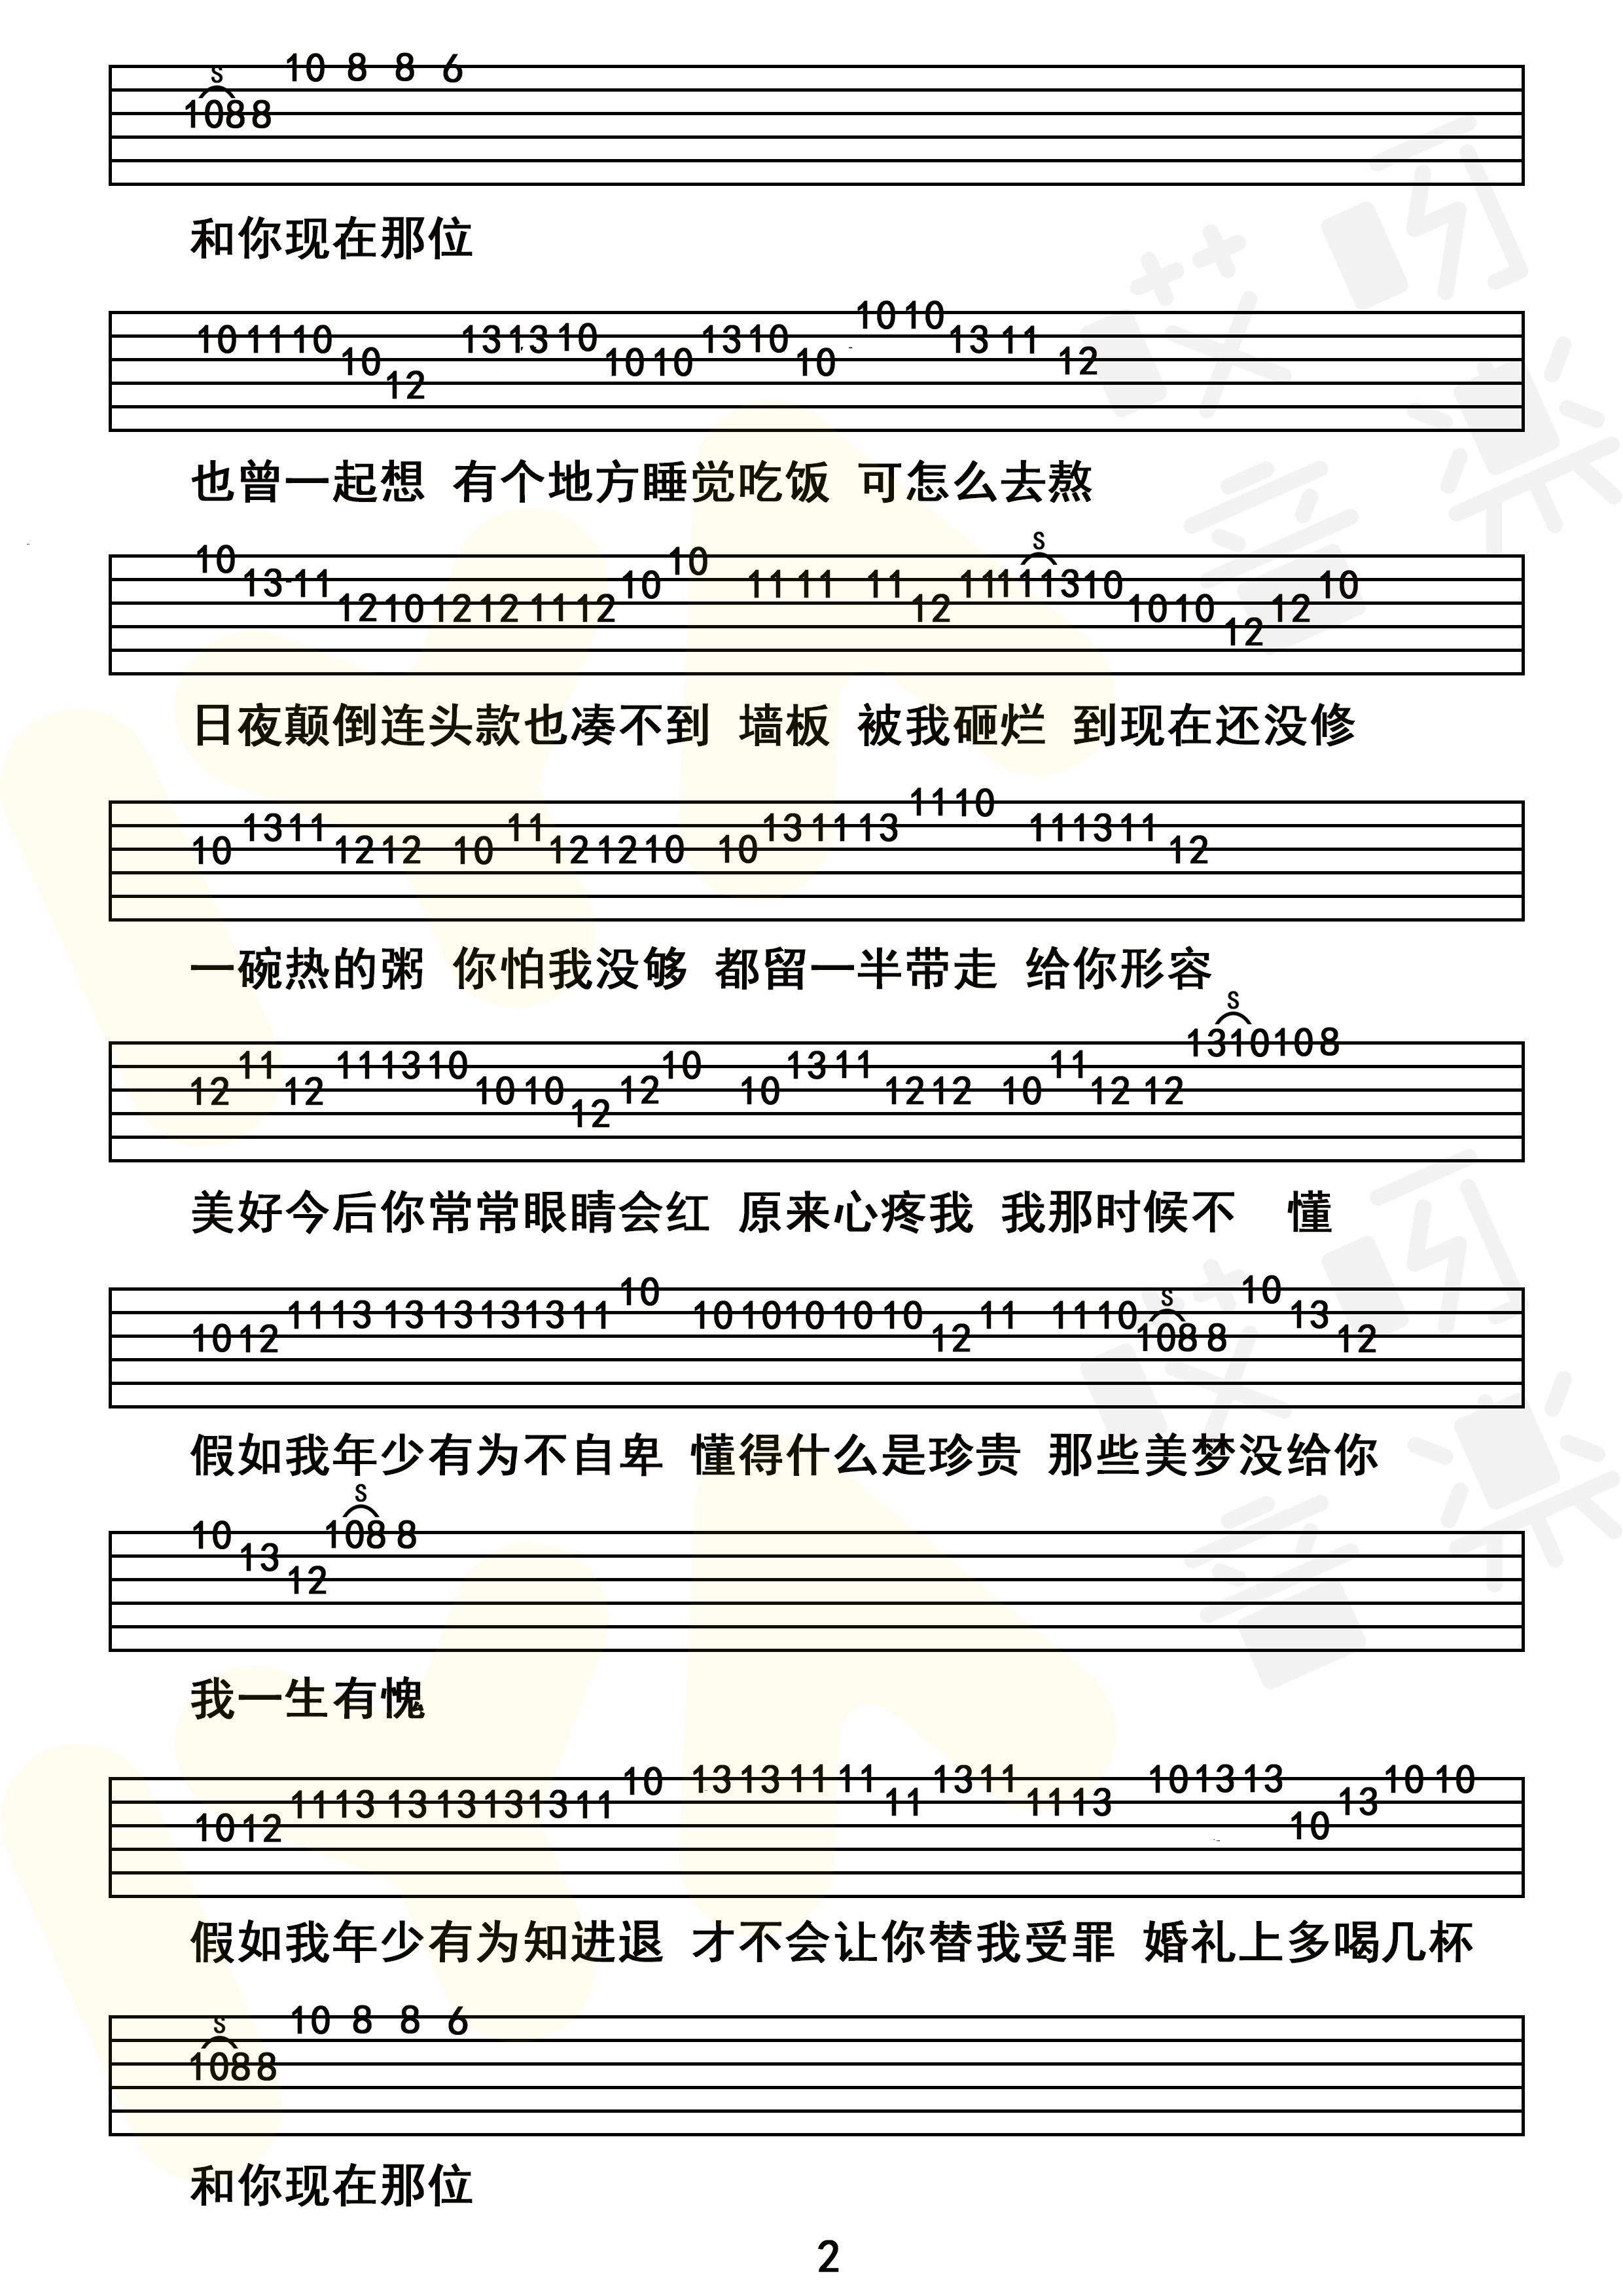 S
10 8 8 6
10 8 8
和你现在那位
10 10
10 11 10 13 13 10 13 10 13 11
10 10 10 10 12
12
也曾一起想 有个地方睡觉吃饭 可怎么去熬
S
10 10
13 11 10 11 11 11 11 11 11 13 10 10
12 10 12 12 11 12 12 10 10 12
12
日夜颠倒连头款也凑不到 墙板 被我砸烂 到现在还没修
11 10
13 11 11 13 11 13 11 13 11
10 12 12 10 12 12 10 10 12
一碗热的粥 你怕我没够 都留一半带走 给你形容
S
13 10 10 8
11 11 13 10 10 13 11 11
12 12 10 10 12 10 12 12 10 12 12
12
美好今后你常常眼睛会红 原来心疼我 我那时候不 懂
S
10 10
11 13 13 13 13 13 11 10 10 10 10 10 11 11 10 13
10 12 12 10 8 8 12
假如我年少有为不自卑 懂得什么是珍贵 那些美梦没给你
S
10 10 8 8
13
12
我一生有愧
10 13 13 11 11 13 11 10 13 13 10 10
11 13 13 13 13 13 11 11 11 13 13
10 12 10
假如我年少有为知进退 才不会让你替我受罪 婚礼上多喝几杯
S
10 8 8 6
10 8 8
和你现在那位
2